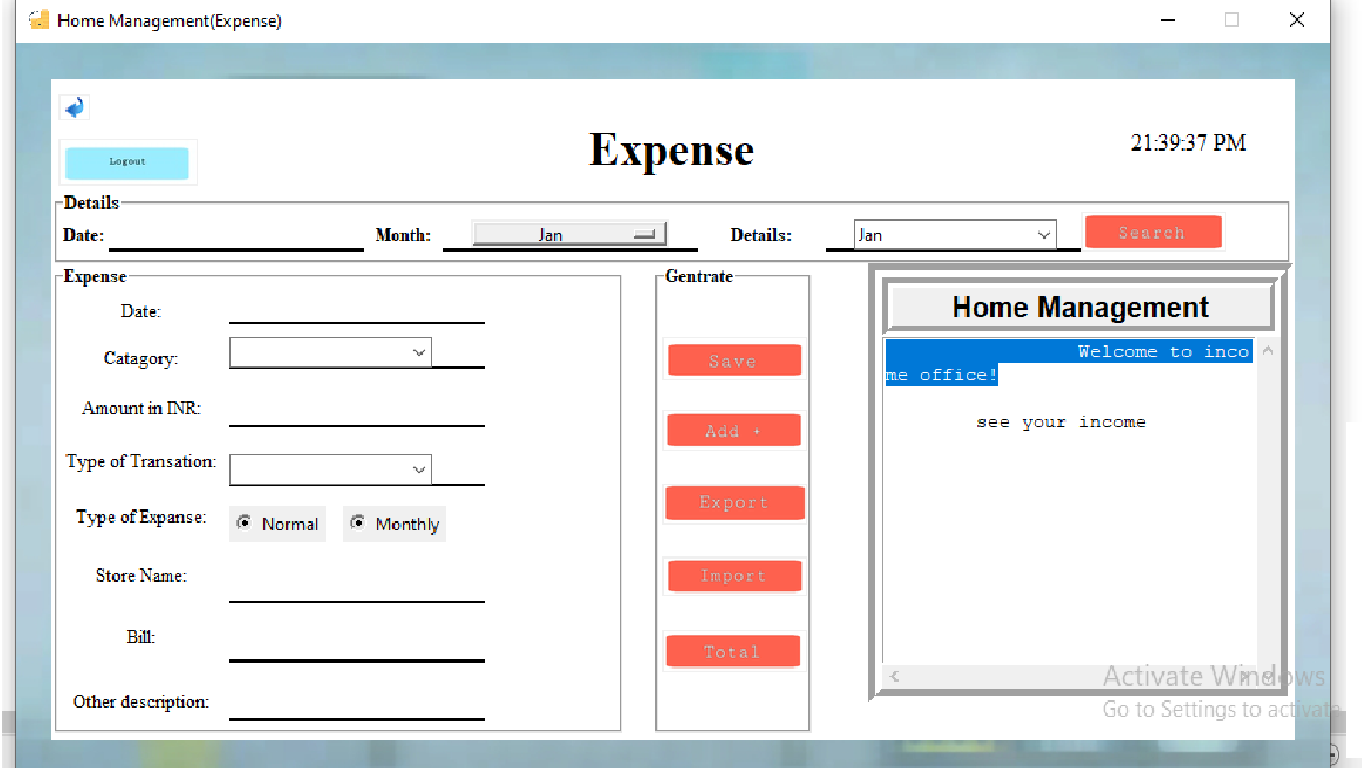 Home Management(Expense)
Logout
Expense
21:39:37 PM
Details
Date:
Month:
Jan
Details:
Jan
Search
Expense
Date:
Catagory:
Amount in INR:
Type of Transation:
Type of Expanse:
Normal
Monthly
Store Name:
Bill:
Other description:
Gentrate
Save
Add +
Export
Import
Total
Home Management
Welcome to inco
me office!
see your income
Activate Windows
Go to Settings to activate